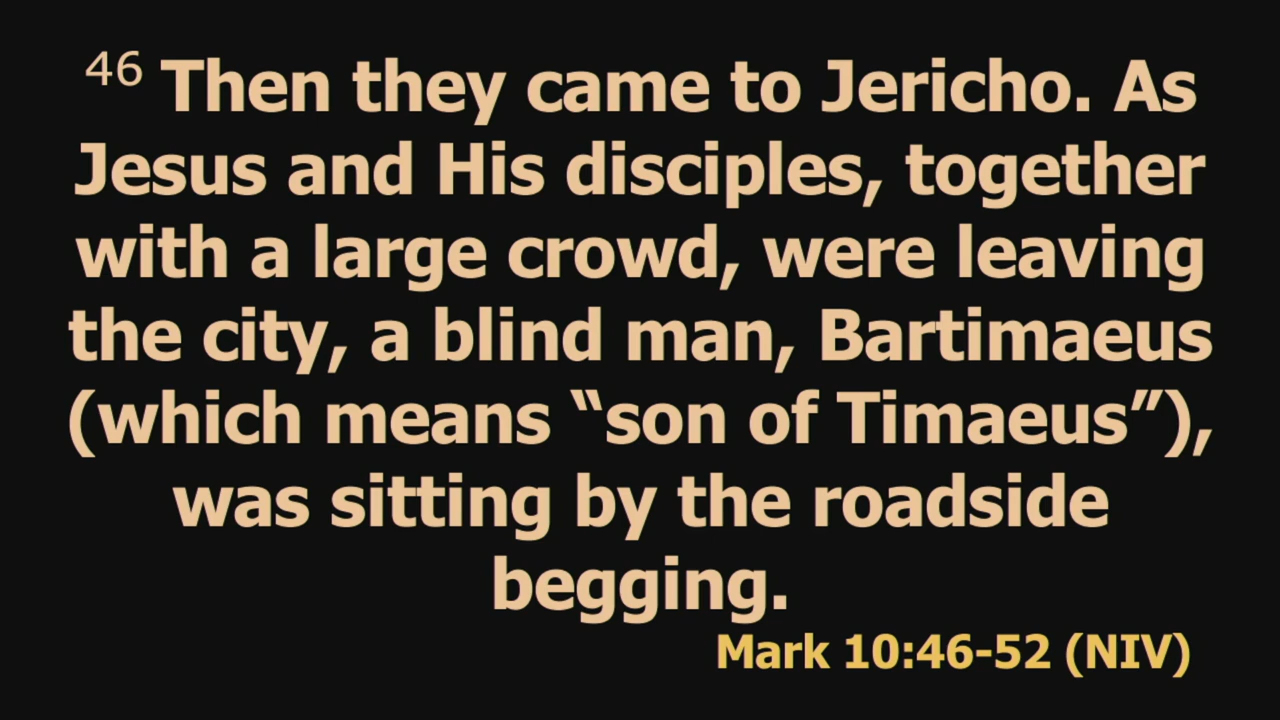 46 Then they came to Jericho. As
Jesus and His disciples, together
with a large crowd, were leaving
the city, a blind man, Bartimaeus
(which means “son of Timaeus”),
was sitting by the roadside
begging.
Mark 10:46-52 (NIV)